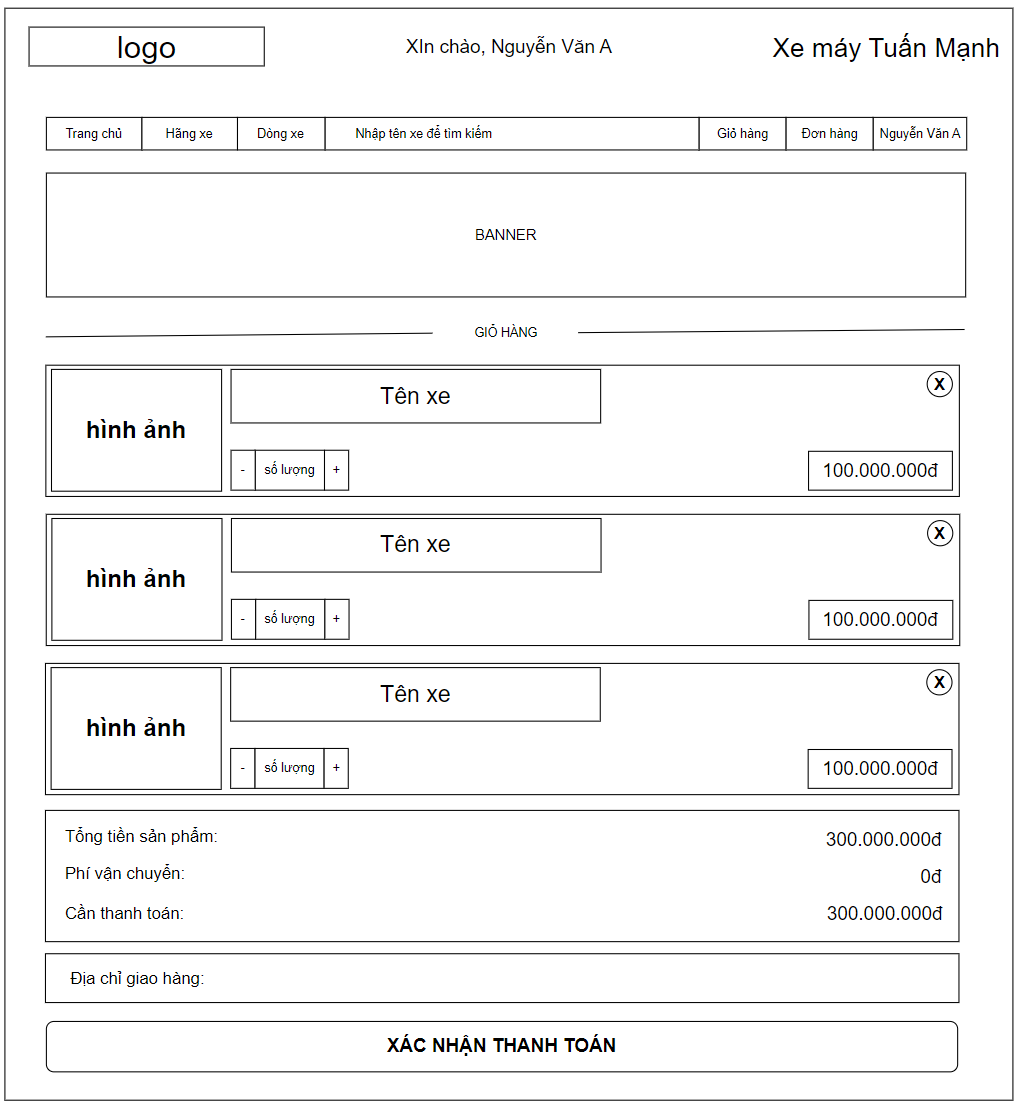 logo
XIn chào, Nguyễn Văn A
Xe máy Tuấn Mạnh
Trang chủ
Hãng xe
Dòng xe
Nhập tên xe để tìm kiếm
Giỏ hàng
Đơn hàng
Nguyễn Văn A
BANNER
GIỎ HÀNG
hình ảnh
Tên xe
X
- số lượng +
100.000.000đ
hình ảnh
Tên xe
X
- số lượng +
100.000.000đ
hình ảnh
Tên xe
X
- số lượng +
100.000.000đ
Tổng tiền sản phẩm: 300.000.000đ
Phí vận chuyển: 0đ
Cần thanh toán: 300.000.000đ
Địa chỉ giao hàng:
XÁC NHẬN THANH TOÁN